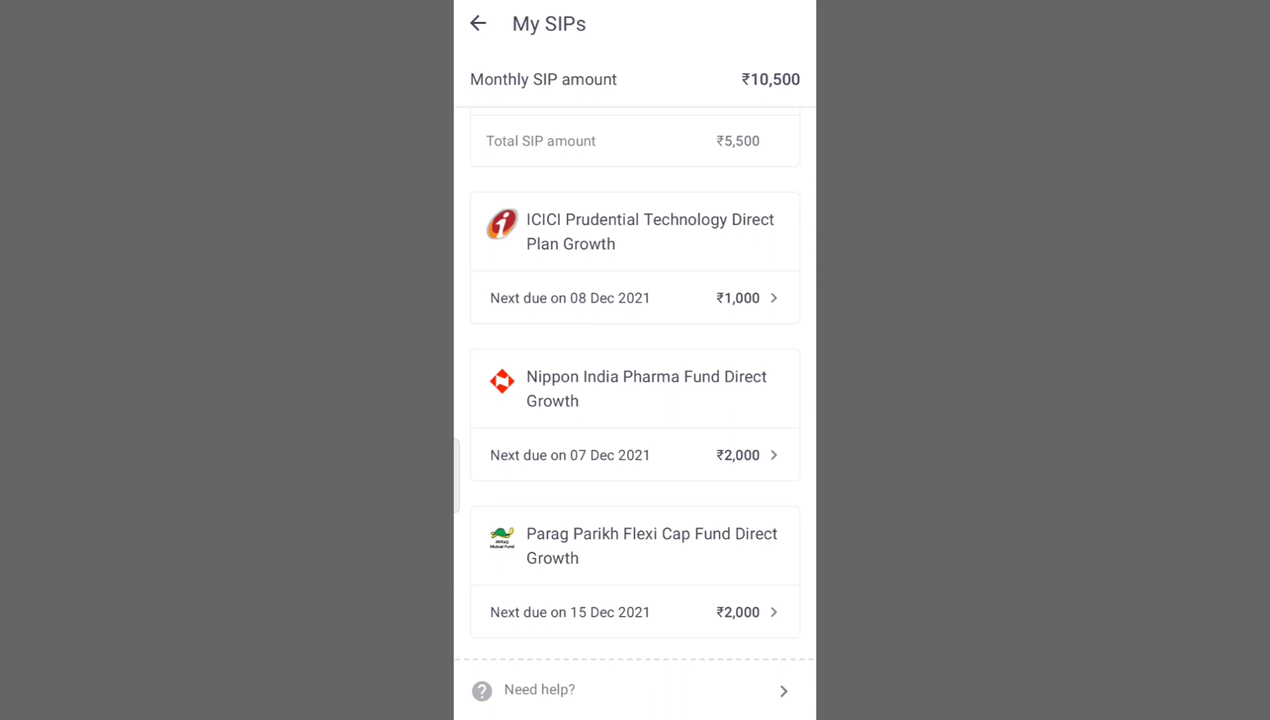 My SIPs
Monthly SIP amount ₹10,500
Total SIP amount ₹5,500
ICICI Prudential Technology Direct
Plan Growth
Next due on 08 Dec 2021 ₹1,000
Nippon India Pharma Fund Direct
Growth
Next due on 07 Dec 2021 ₹2,000
Parag Parikh Flexi Cap Fund Direct
Growth
PPFAS
Mutual Fund
Next due on 15 Dec 2021 ₹2,000
Need help?